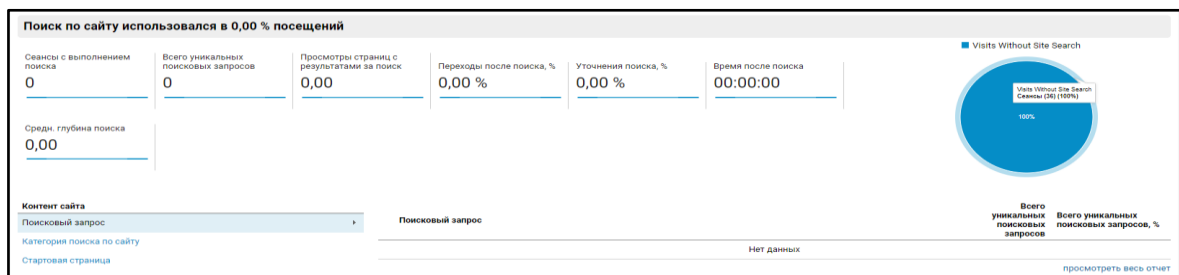 Поиск по сайту использовался в 0,00 % посещений
Visits Without Site Search
Сеансы с выполнением
поиска
0
Всего уникальных
поисковых запросов
0
Просмотры страниц с
результатами за поиск
0,00
Переходы после поиска, %
0,00 %
Уточнения поиска, %
0,00 %
Время после поиска
00:00:00
Visits Without Site Search
Сеансы (36) (100%)
100%
Средн. глубина поиска
0,00
Контент сайта
Поисковый запрос
Категория поиска по сайту
Стартовая страница
Поисковый запрос
Всего
уникальных
поисковых
запросов
Всего уникальных
поисковых запросов, %
Нет данных
просмотреть весь отчет